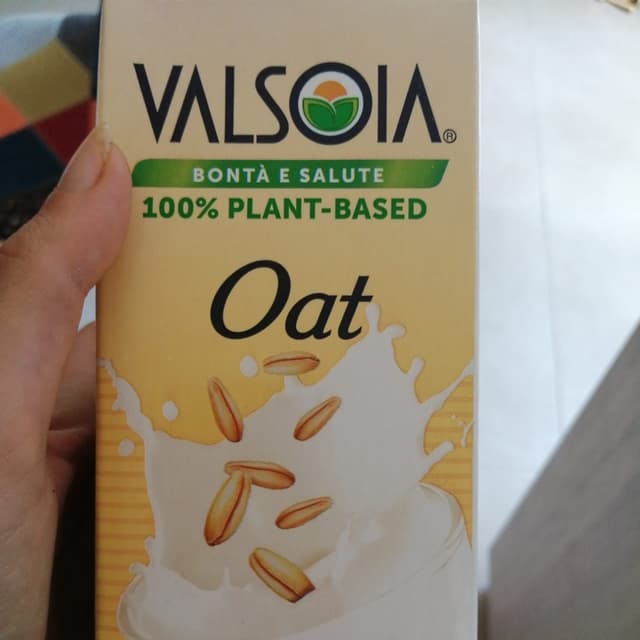 VALSOIA®
BONTÀ E SALUTE
100% PLANT-BASED
Oat